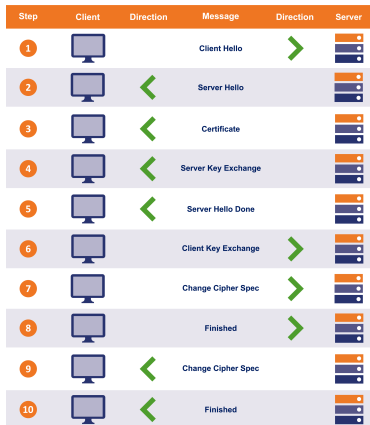 Step Client Direction Message Direction Server
1 Client Hello
2 Server Hello
3 Certificate
4 Server Key Exchange
5 Server Hello Done
6 Client Key Exchange
7 Change Cipher Spec
8 Finished
9 Change Cipher Spec
10 Finished